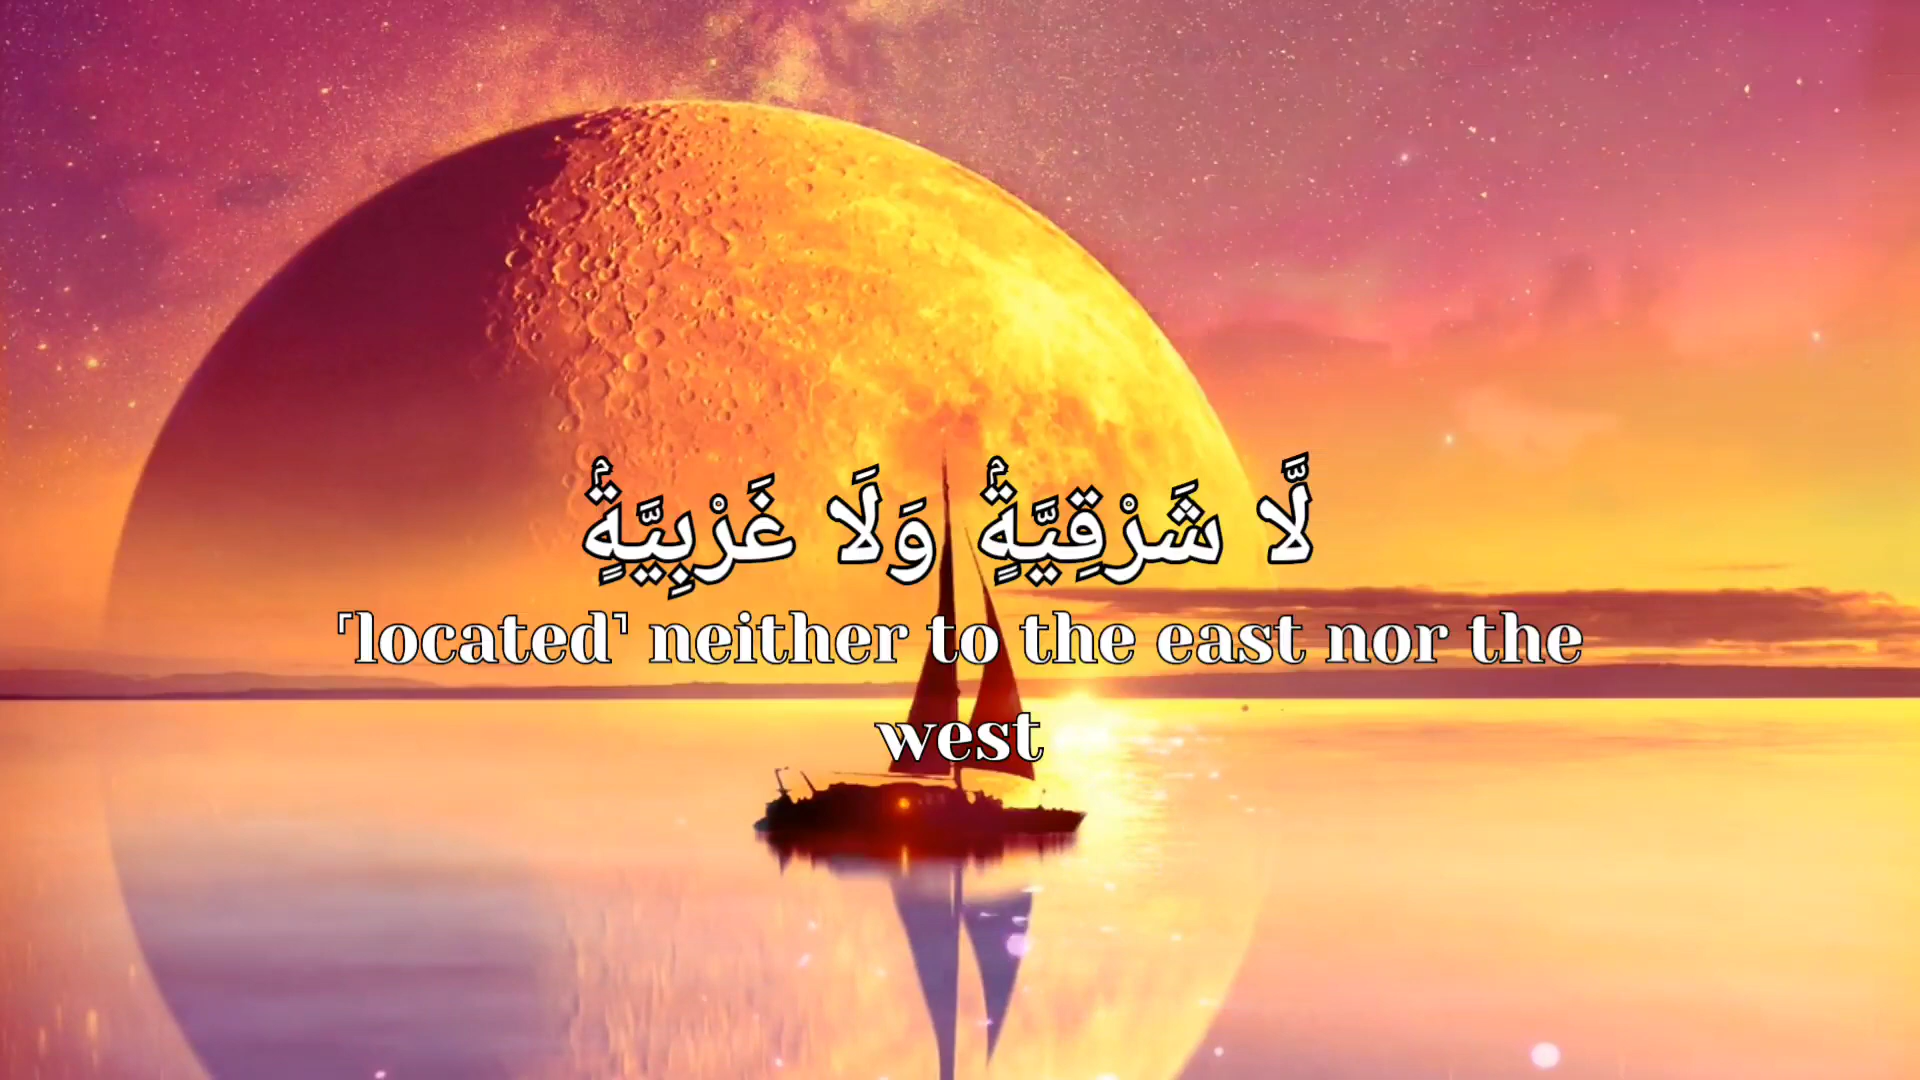 لَّا شَرْقِيَّةٍۢ وَلَا غَرْبِيَّةٍۢ
⸢located⸣ neither to the east nor the
west